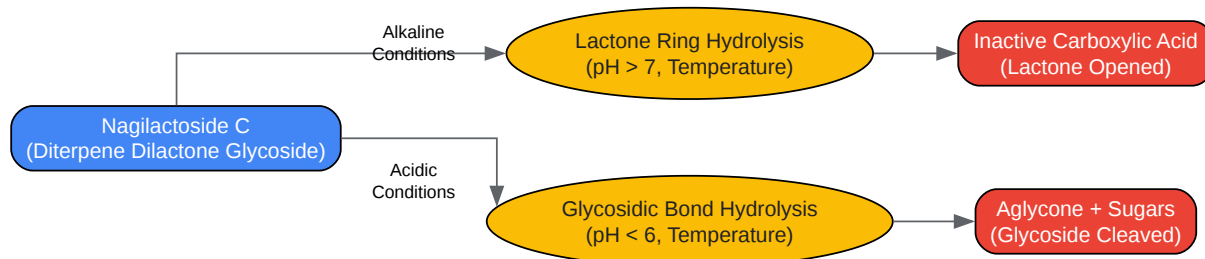 Alkaline
Conditions
Lactone Ring Hydrolysis
(pH > 7, Temperature)
Inactive Carboxylic Acid
(Lactone Opened)
Nagilactoside C
(Diterpene Dilactone Glycoside)
Acidic
Conditions
Glycosidic Bond Hydrolysis
(pH < 6, Temperature)
Aglycone + Sugars
(Glycoside Cleaved)